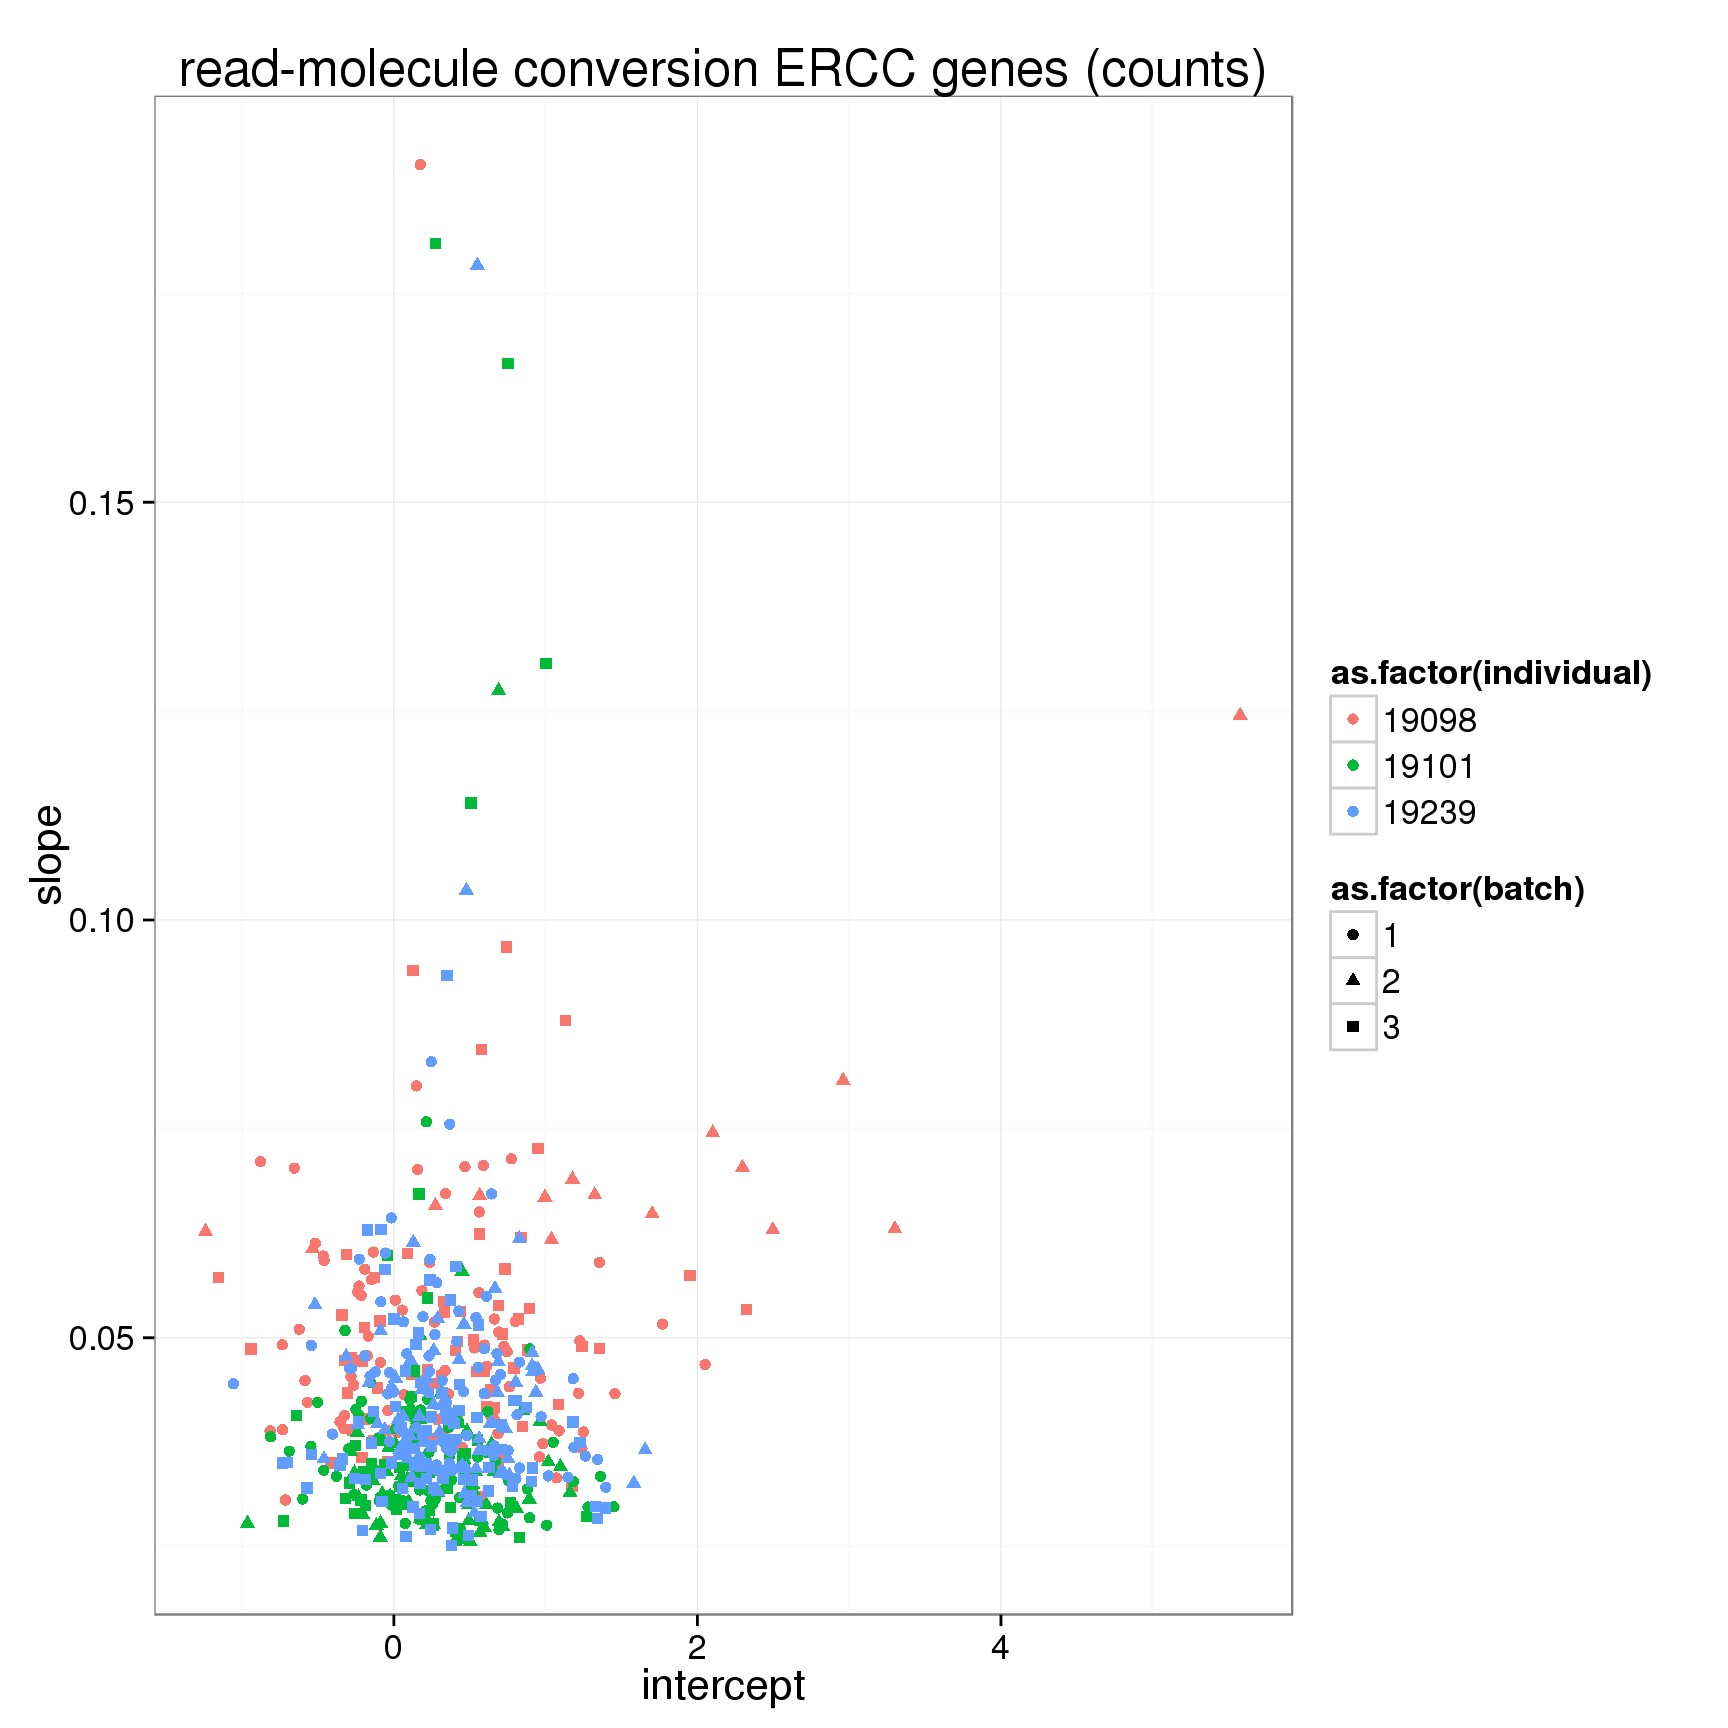 read-molecule conversion ERCC genes (counts)
0.15
0.10
0.05
slope
0 2 4
intercept
as.factor(individual)
19098
19101
19239
as.factor(batch)
1
2
3